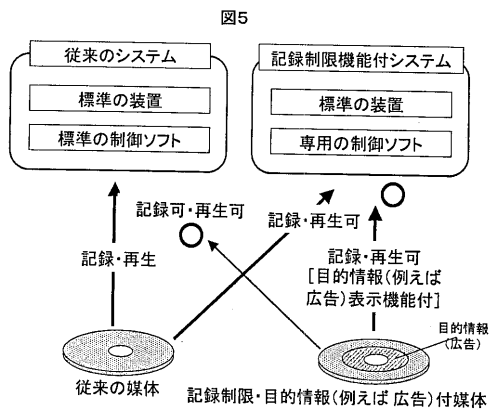 図5
従来のシステム
標準の装置
標準の制御ソフト
記録制限機能付システム
標準の装置
専用の制御ソフト
記録可・再生可
記録・再生可
記録・再生
記録・再生可
[目的情報(例えば
広告)表示機能付]
目的情報
(広告)
従来の媒体
記録制限・目的情報(例えば 広告)付媒体